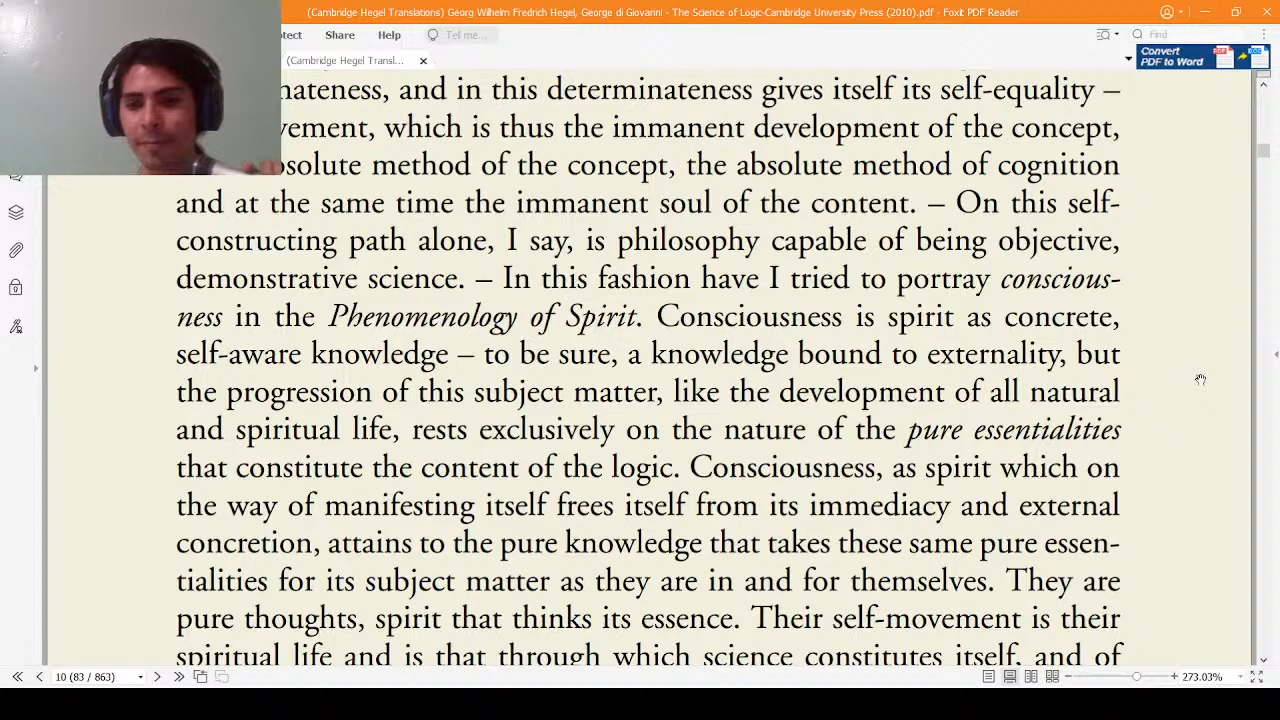 (Cambridge Hegel Translations) Georg Wilhelm Fredrich Hegel, George di Giovanni - The Science of Logic-Cambridge University Press (2010).pdf - Foxit PDF Reader
Share Help Tell me... Find
(Cambridge Hegel Transl...
Convert
PDF to Word
nateness, and in this determinateness gives itself its self-equality –
vement, which is thus the immanent development of the concept,
bsolute method of the concept, the absolute method of cognition
and at the same time the immanent soul of the content. – On this self-
constructing path alone, I say, is philosophy capable of being objective,
demonstrative science. – In this fashion have I tried to portray conscious-
ness in the Phenomenology of Spirit. Consciousness is spirit as concrete,
self-aware knowledge – to be sure, a knowledge bound to externality, but
the progression of this subject matter, like the development of all natural
and spiritual life, rests exclusively on the nature of the pure essentialities
that constitute the content of the logic. Consciousness, as spirit which on
the way of manifesting itself frees itself from its immediacy and external
concretion, attains to the pure knowledge that takes these same pure essen-
tialities for its subject matter as they are in and for themselves. They are
pure thoughts, spirit that thinks its essence. Their self-movement is their
spiritual life and is that through which science constitutes itself, and of
10 (83 / 863) 273.03%